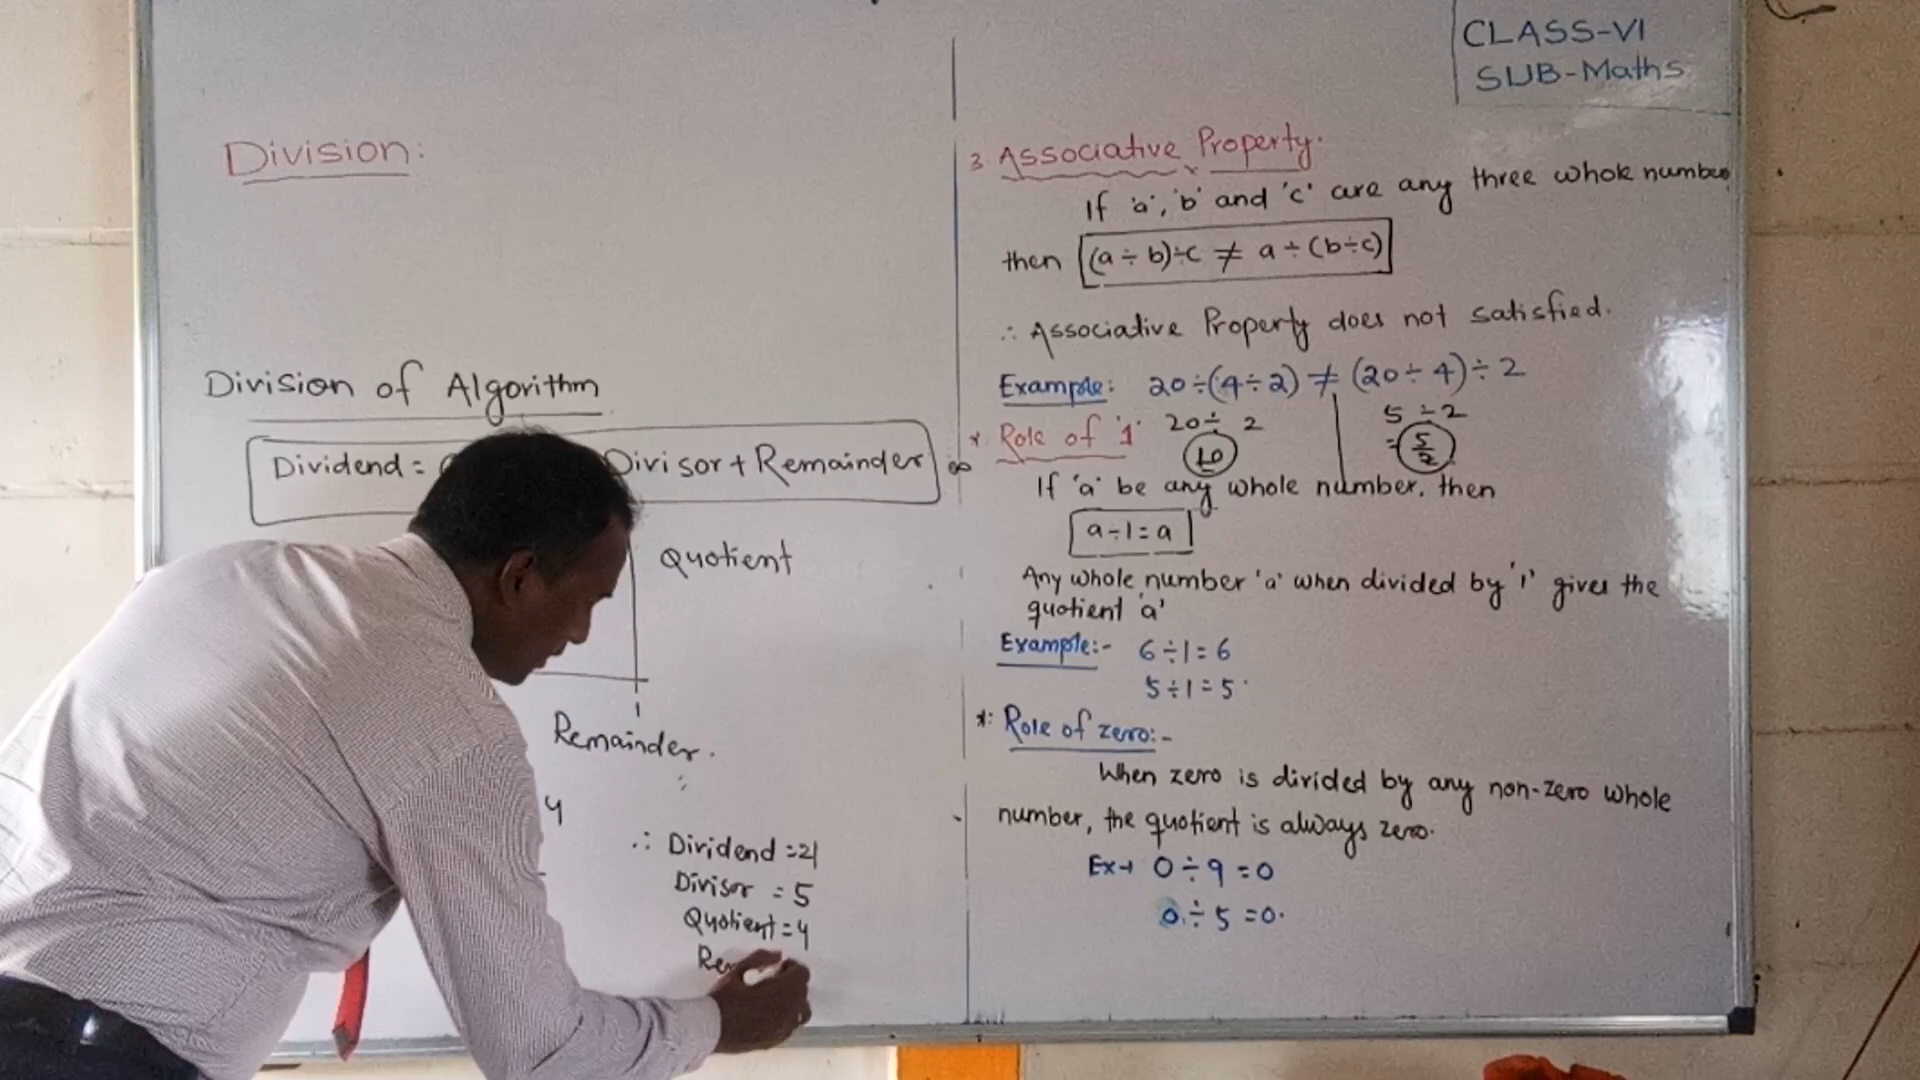 CLASS-VI
SUB-Maths
Division:
Division of Algorithm
Dividend = Divisor + Remainder
Quotient
Remainder.
4
∴ Dividend = 21
Divisor = 5
Quotient = 4
Re
3 Associative Property.
If 'a', 'b' and 'c' are any three whole number
then (a ÷ b) ÷ c ≠ a ÷ (b ÷ c)
∴ Associative Property does not satisfied.
Example: 20 ÷ (4 ÷ 2) ≠ (20 ÷ 4) ÷ 2
20 ÷ 2 5 ÷ 2
10 = 5/2
* Role of '1'
If 'a' be any whole number, then
a ÷ 1 = a
Any whole number 'a' when divided by '1' gives the
quotient 'a'
Example:- 6 ÷ 1 = 6
5 ÷ 1 = 5.
*: Role of zero:-
When zero is divided by any non-zero whole
number, the quotient is always zero.
Ex→ 0 ÷ 9 = 0
0 ÷ 5 = 0.